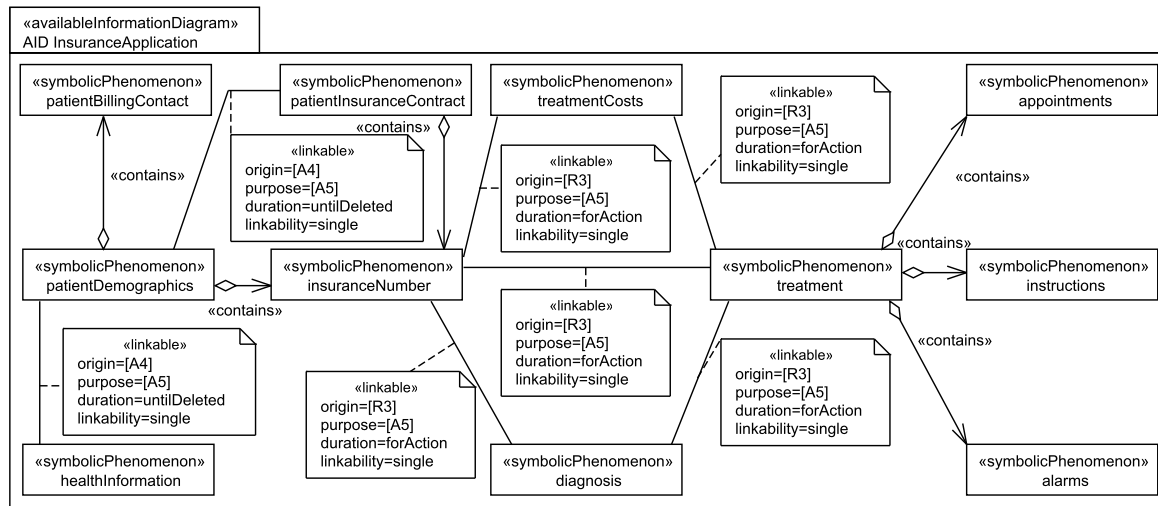 «availableInformationDiagram»
AID InsuranceApplication
«symbolicPhenomenon»
patientBillingContact
«symbolicPhenomenon»
patientInsuranceContract
«symbolicPhenomenon»
treatmentCosts
«linkable»
origin=[R3]
purpose=[A5]
duration=forAction
linkability=single
«symbolicPhenomenon»
appointments
«contains»
«linkable»
origin=[A4]
purpose=[A5]
duration=untilDeleted
linkability=single
«linkable»
origin=[R3]
purpose=[A5]
duration=forAction
linkability=single
«contains»
«contains»
«symbolicPhenomenon»
patientDemographics
«contains»
«symbolicPhenomenon»
insuranceNumber
«symbolicPhenomenon»
treatment
«contains»
«symbolicPhenomenon»
instructions
«linkable»
origin=[R3]
purpose=[A5]
duration=forAction
linkability=single
«contains»
«linkable»
origin=[A4]
purpose=[A5]
duration=untilDeleted
linkability=single
«linkable»
origin=[R3]
purpose=[A5]
duration=forAction
linkability=single
«linkable»
origin=[R3]
purpose=[A5]
duration=forAction
linkability=single
«symbolicPhenomenon»
healthInformation
«symbolicPhenomenon»
diagnosis
«symbolicPhenomenon»
alarms